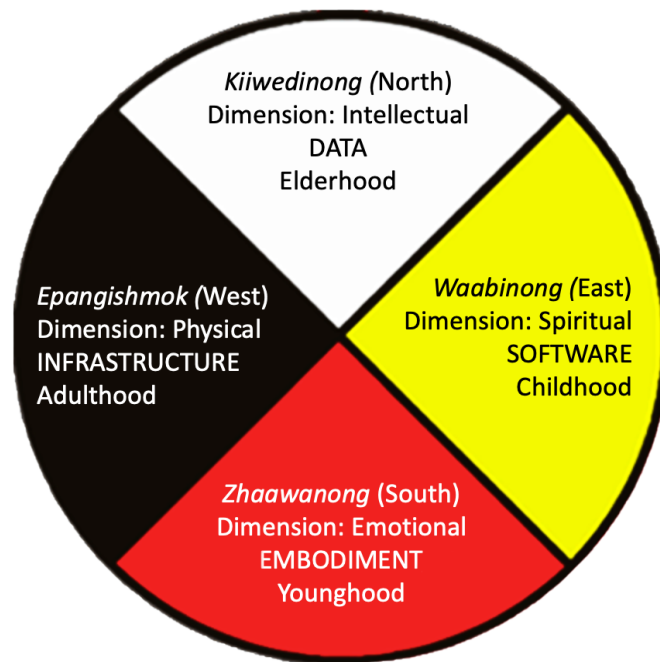 Kiiwedinong (North)
Dimension: Intellectual
DATA
Elderhood
Epangishmok (West)
Dimension: Physical
INFRASTRUCTURE
Adulthood
Waabinong (East)
Dimension: Spiritual
SOFTWARE
Childhood
Zhaawanong (South)
Dimension: Emotional
EMBODIMENT
Younghood